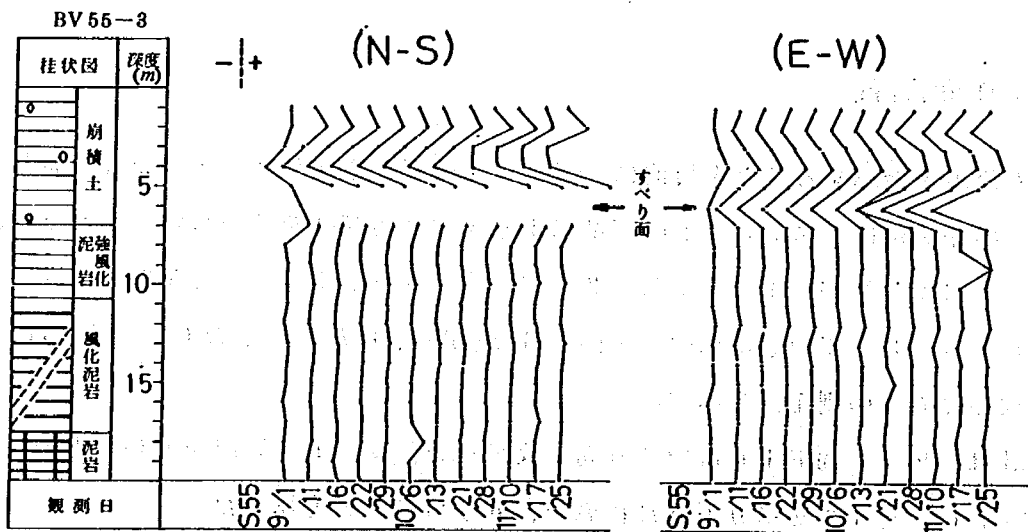 BV 55-3
柱状図
深度
(m)
-+
(N-S)
(E-W)
崩積土
強風化泥岩
風化泥岩
泥岩
5
10
15
すべり面
観測日
S.55
9/1
/11
/16
/22
/29
10/6
/13
/21
/28
11/10
/17
/25
S.55
9/1
/11
/16
/22
/29
10/6
/13
/21
/28
11/10
/17
/25